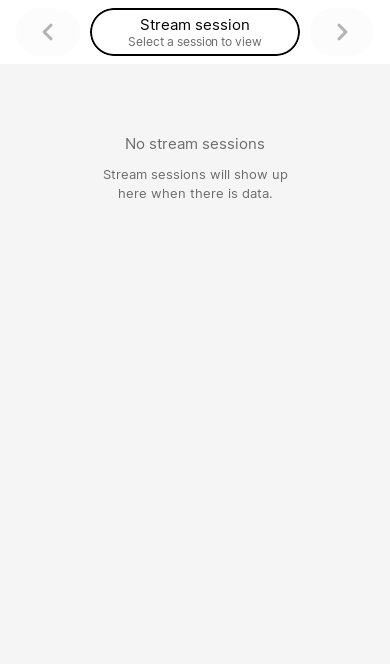 Stream session
Select a session to view
No stream sessions
Stream sessions will show up
here when there is data.